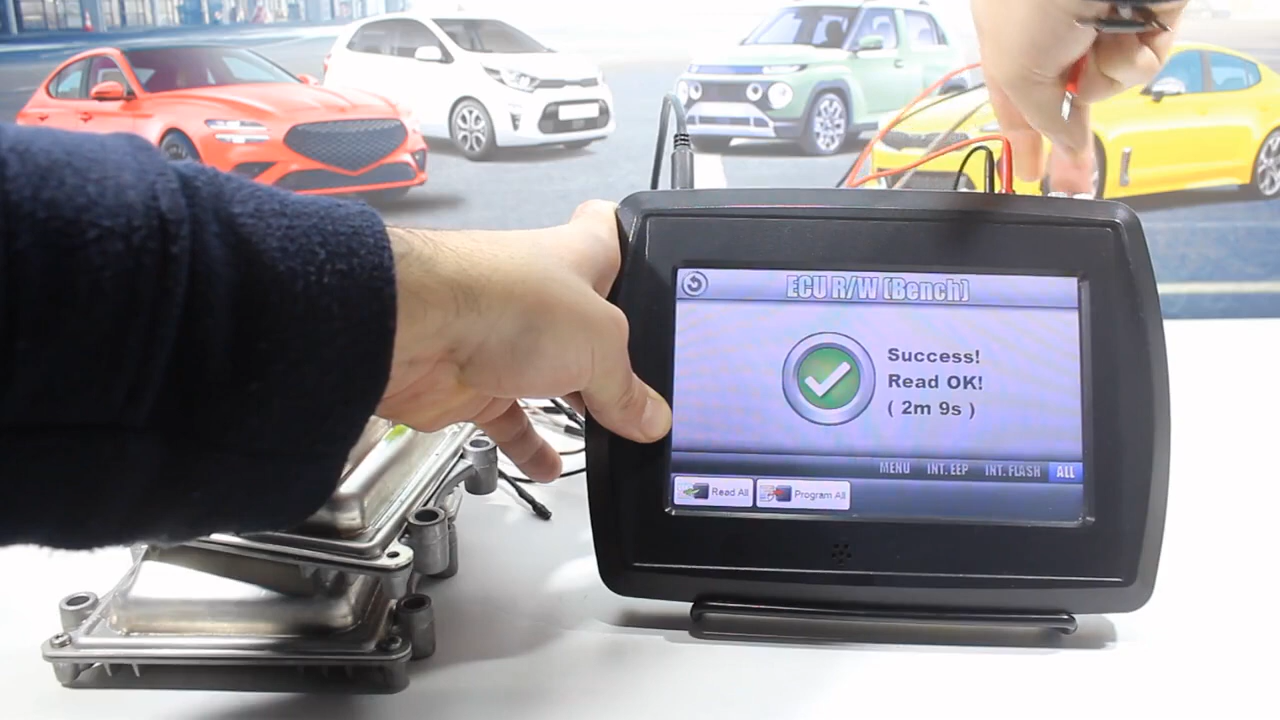 ECU R/W (Bench)
Success!
Read OK!
( 2m 9s )
MENU INT. EEP INT. FLASH ALL
Read All Program All